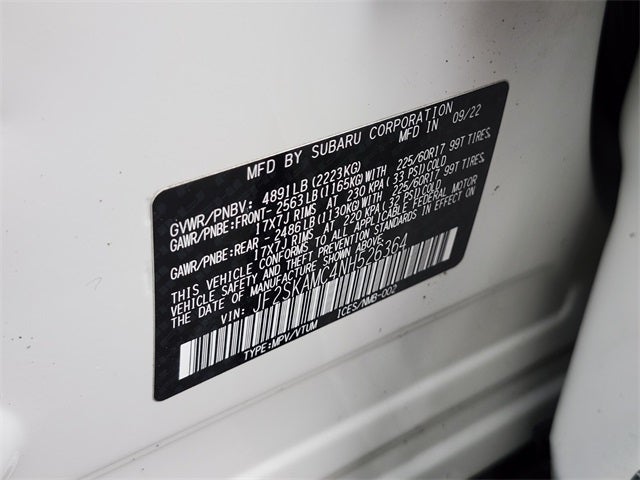 MFD BY SUBARU CORPORATION
MFD IN 09/22
GVWR/PNBV: 4891LB(2223KG)
GAWR/PNBE:FRONT-2563LB(1165KG)WITH 225/60R17 99T TIRES,
17X7J RIMS AT 230 KPA (33 PSI)COLD
GAWR/PNBE:REAR -2486LB(1130KG)WITH 225/60R17 99T TIRES,
17X7J RIMS AT 220 KPA(32 PSI)COLD
THIS VEHICLE CONFORMS TO ALL APPLICABLE FEDERAL MOTOR
VEHICLE SAFETY AND THEFT PREVENTION STANDARDS IN EFFECT ON
DATE OF MANUFACTURE SHOWN ABOVE
VIN: JF2SKAMC4NH526364
TYPE:MPV/VTUM ICES/NMB-002